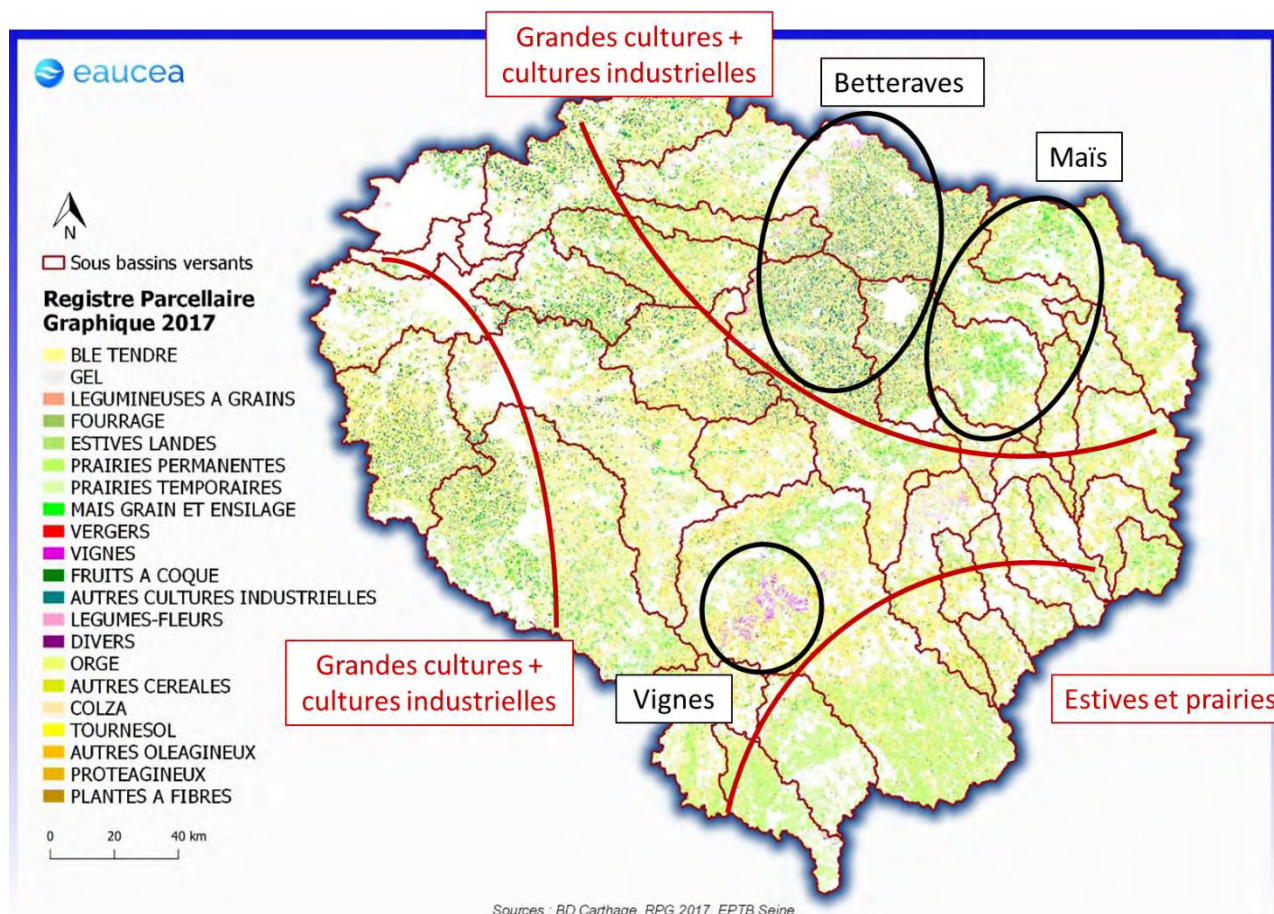 Grandes cultures +
cultures industrielles
eaucea
Betteraves
Maïs
N
Sous bassins versants
Registre Parcellaire
Graphique 2017
BLE TENDRE
GEL
LEGUMINEUSES A GRAINS
FOURRAGE
ESTIVES LANDES
PRAIRIES PERMANENTES
PRAIRIES TEMPORAIRES
MAIS GRAIN ET ENSILAGE
VERGERS
VIGNES
FRUITS A COQUE
AUTRES CULTURES INDUSTRIELLES
LEGUMES-FLEURS
DIVERS
ORGE
AUTRES CEREALES
COLZA
TOURNESOL
AUTRES OLEAGINEUX
PROTEAGINEUX
PLANTES A FIBRES
0 20 40 km
Grandes cultures +
cultures industrielles
Vignes
Estives et prairies
Sources : BD Carthage, RPG 2017, EPTB Seine